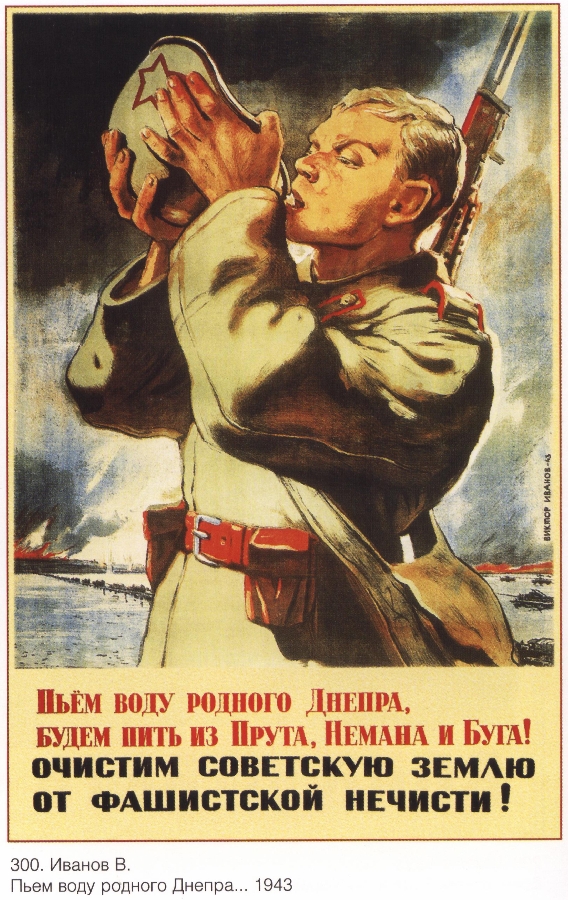 ВИКТОР ИВАНОВ-43
Пьём воду родного Днепра,
будем пить из Прута, Немана и Буга!
ОЧИСТИМ СОВЕТСКУЮ ЗЕМЛЮ
ОТ ФАШИСТСКОЙ НЕЧИСТИ!
300. Иванов В.
Пьем воду родного Днепра... 1943